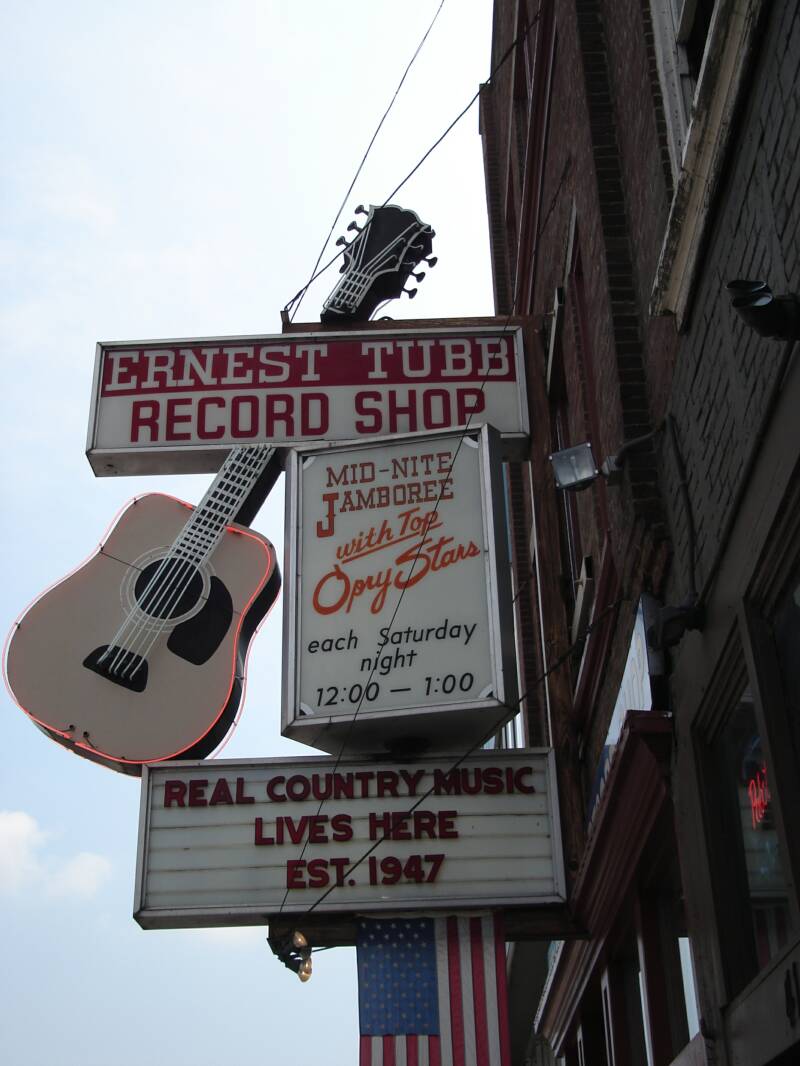 ERNEST TUBB
RECORD SHOP
MID-NITE
JAMBOREE
with Top
Opry Stars
each Saturday
night
12:00 — 1:00
REAL COUNTRY MUSIC
LIVES HERE
EST. 1947